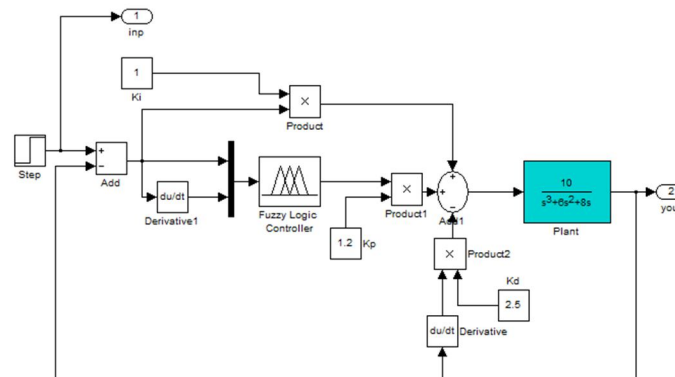 1
inp
1
Ki
×
Product
+
−
Step
Add
du/dt
Derivative1
Fuzzy Logic
Controller
×
Product1
1.2
Kp
+
+
−
Add1
10
s³+6s²+8s
Plant
2
you
×
Product2
Kd
2.5
du/dt
Derivative